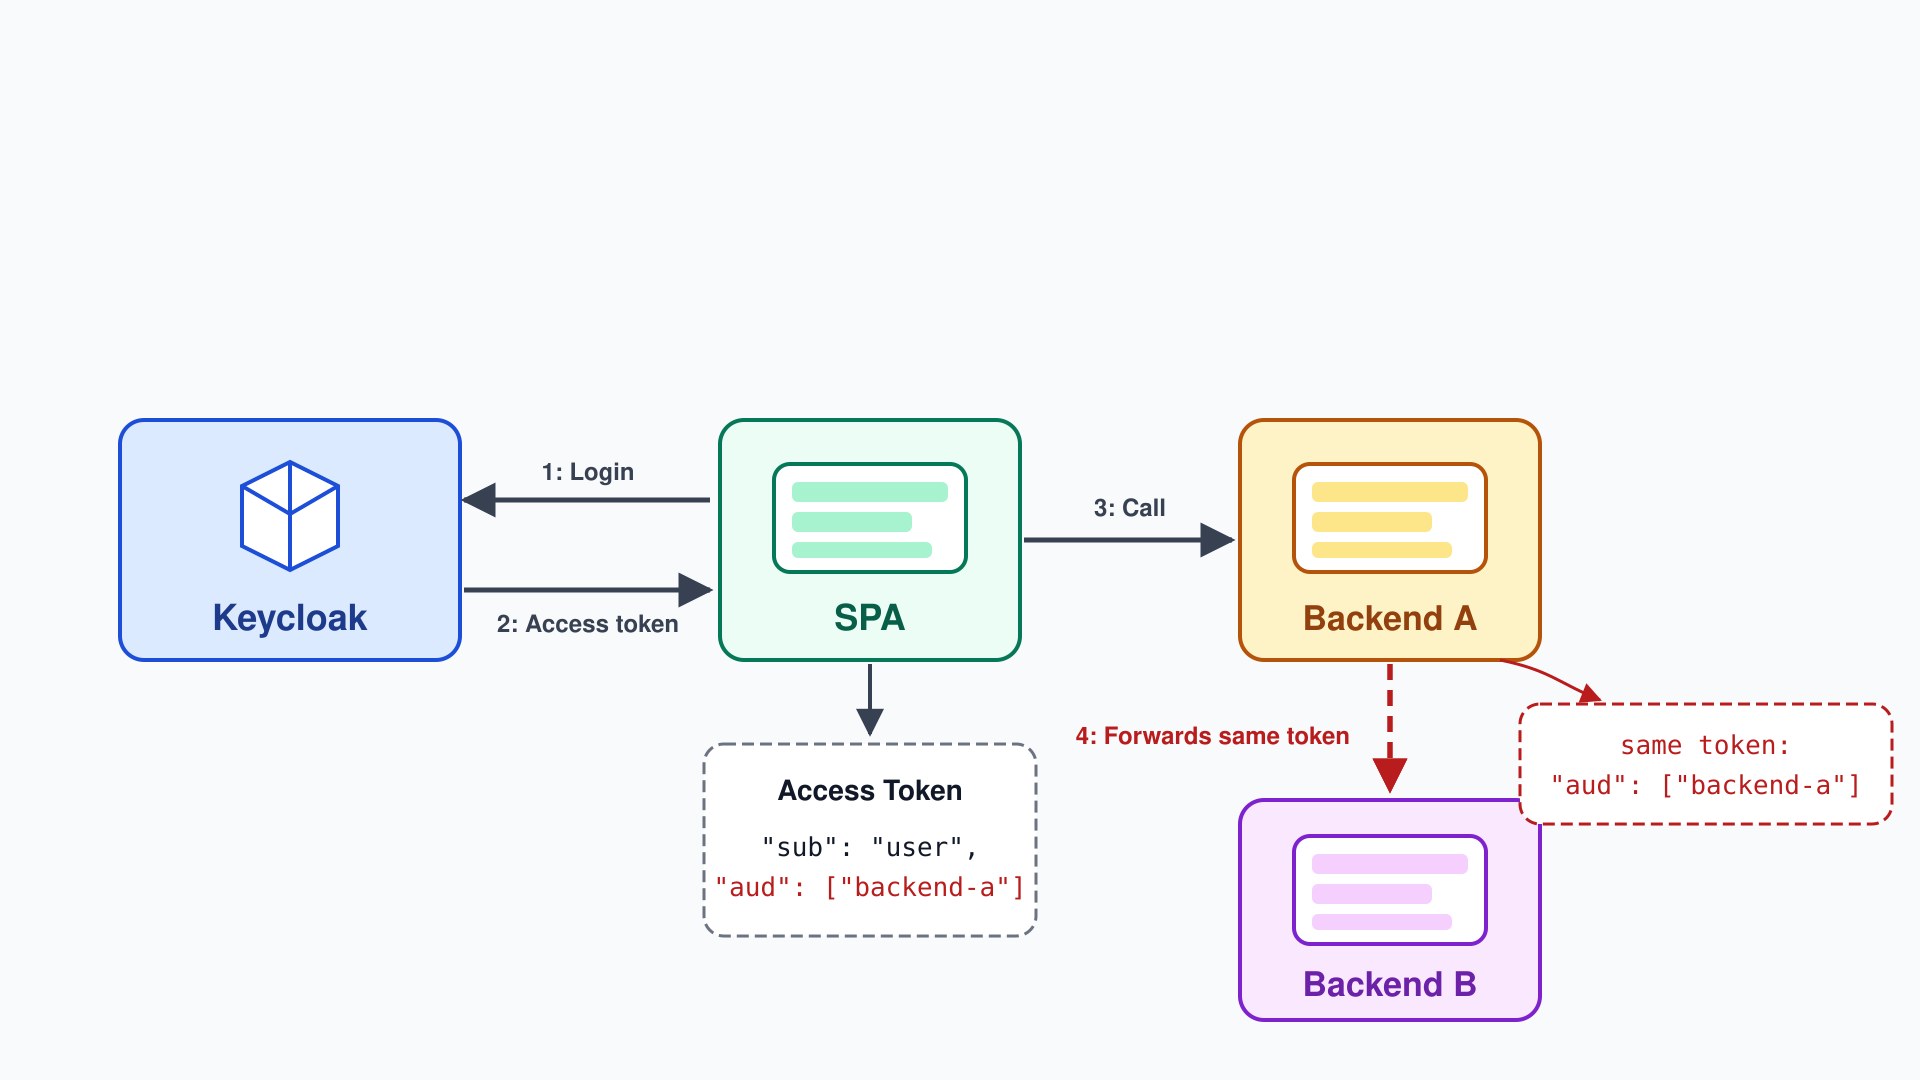 1: Login
Keycloak
2: Access token
SPA
3: Call
Backend A
4: Forwards same token
same token:
"aud": ["backend-a"]
Access Token
"sub": "user",
"aud": ["backend-a"]
Backend B